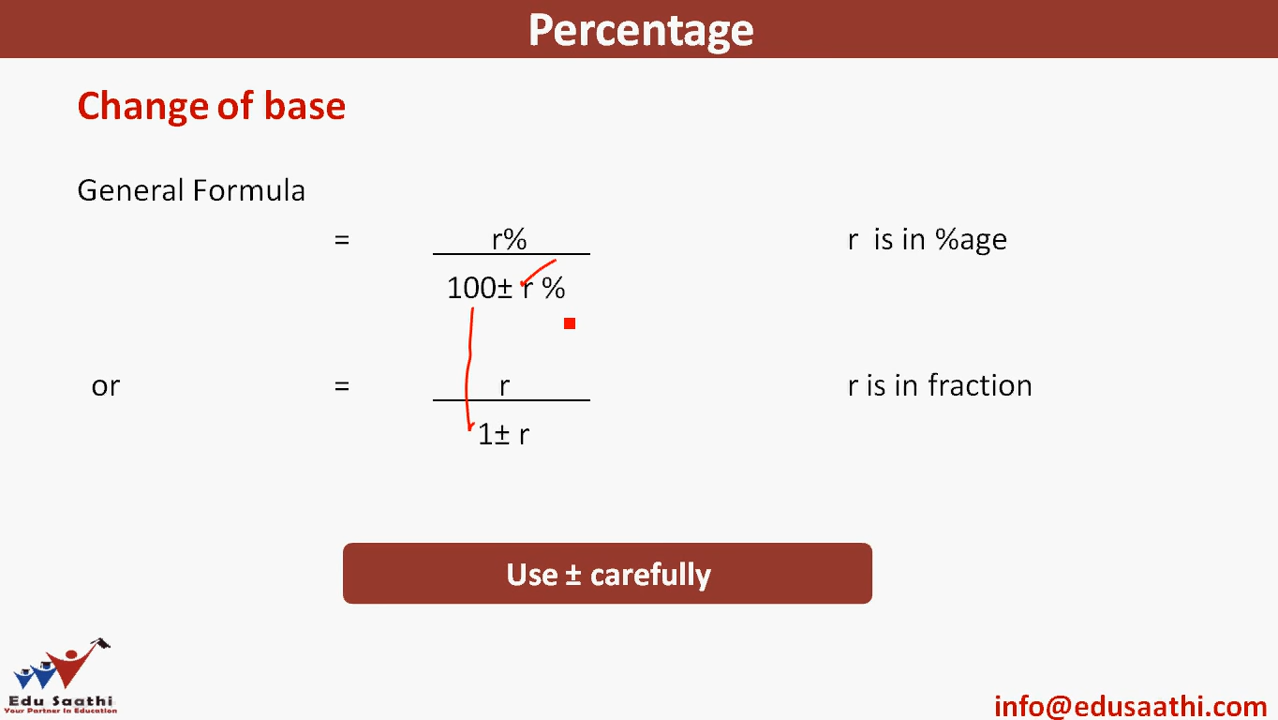 Percentage
Change of base
General Formula
= r% r is in %age
100± r %
or = r r is in fraction
1± r
Use ± carefully
Edu Saathi
Your Partner In Education
info@edusaathi.com